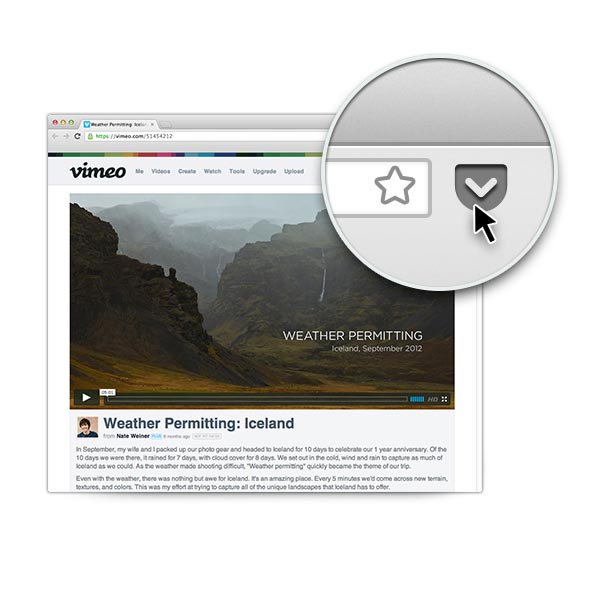 Weather Permitting: Icel
https://vimeo.com/51454212
vimeo
Me Videos Create Watch Tools Upgrade Upload
WEATHER PERMITTING
Iceland, September 2012
05:01
HD
Weather Permitting: Iceland
from Nate Weiner PLUS 6 months ago
In September, my wife and I packed up our photo gear and headed to Iceland for 10 days to celebrate our 1 year anniversary. Of the
10 days we were there, it rained for 7 days, with cloud cover for 8 days. We set out in the cold, wind and rain to capture as much of
Iceland as we could. As the weather made shooting difficult, "Weather permitting" quickly became the theme of our trip.
Even with the weather, there was nothing but awe for Iceland. It's an amazing place. Every 5 minutes we'd come across new terrain,
textures, and colors. This was my effort at trying to capture all of the unique landscapes that Iceland has to offer.